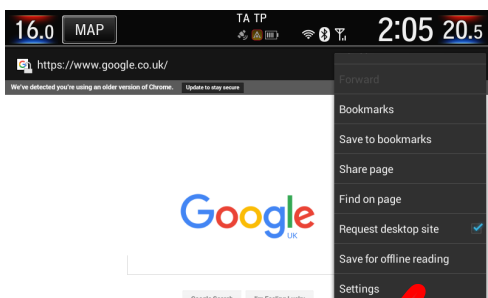 TA TP
16.0 MAP 2:05 20.5
https://www.google.co.uk/
We've detected you're using an older version of Chrome. Update to stay secure
Forward
Bookmarks
Save to bookmarks
Share page
Find on page
Google
UK
Request desktop site
Save for offline reading
Settings